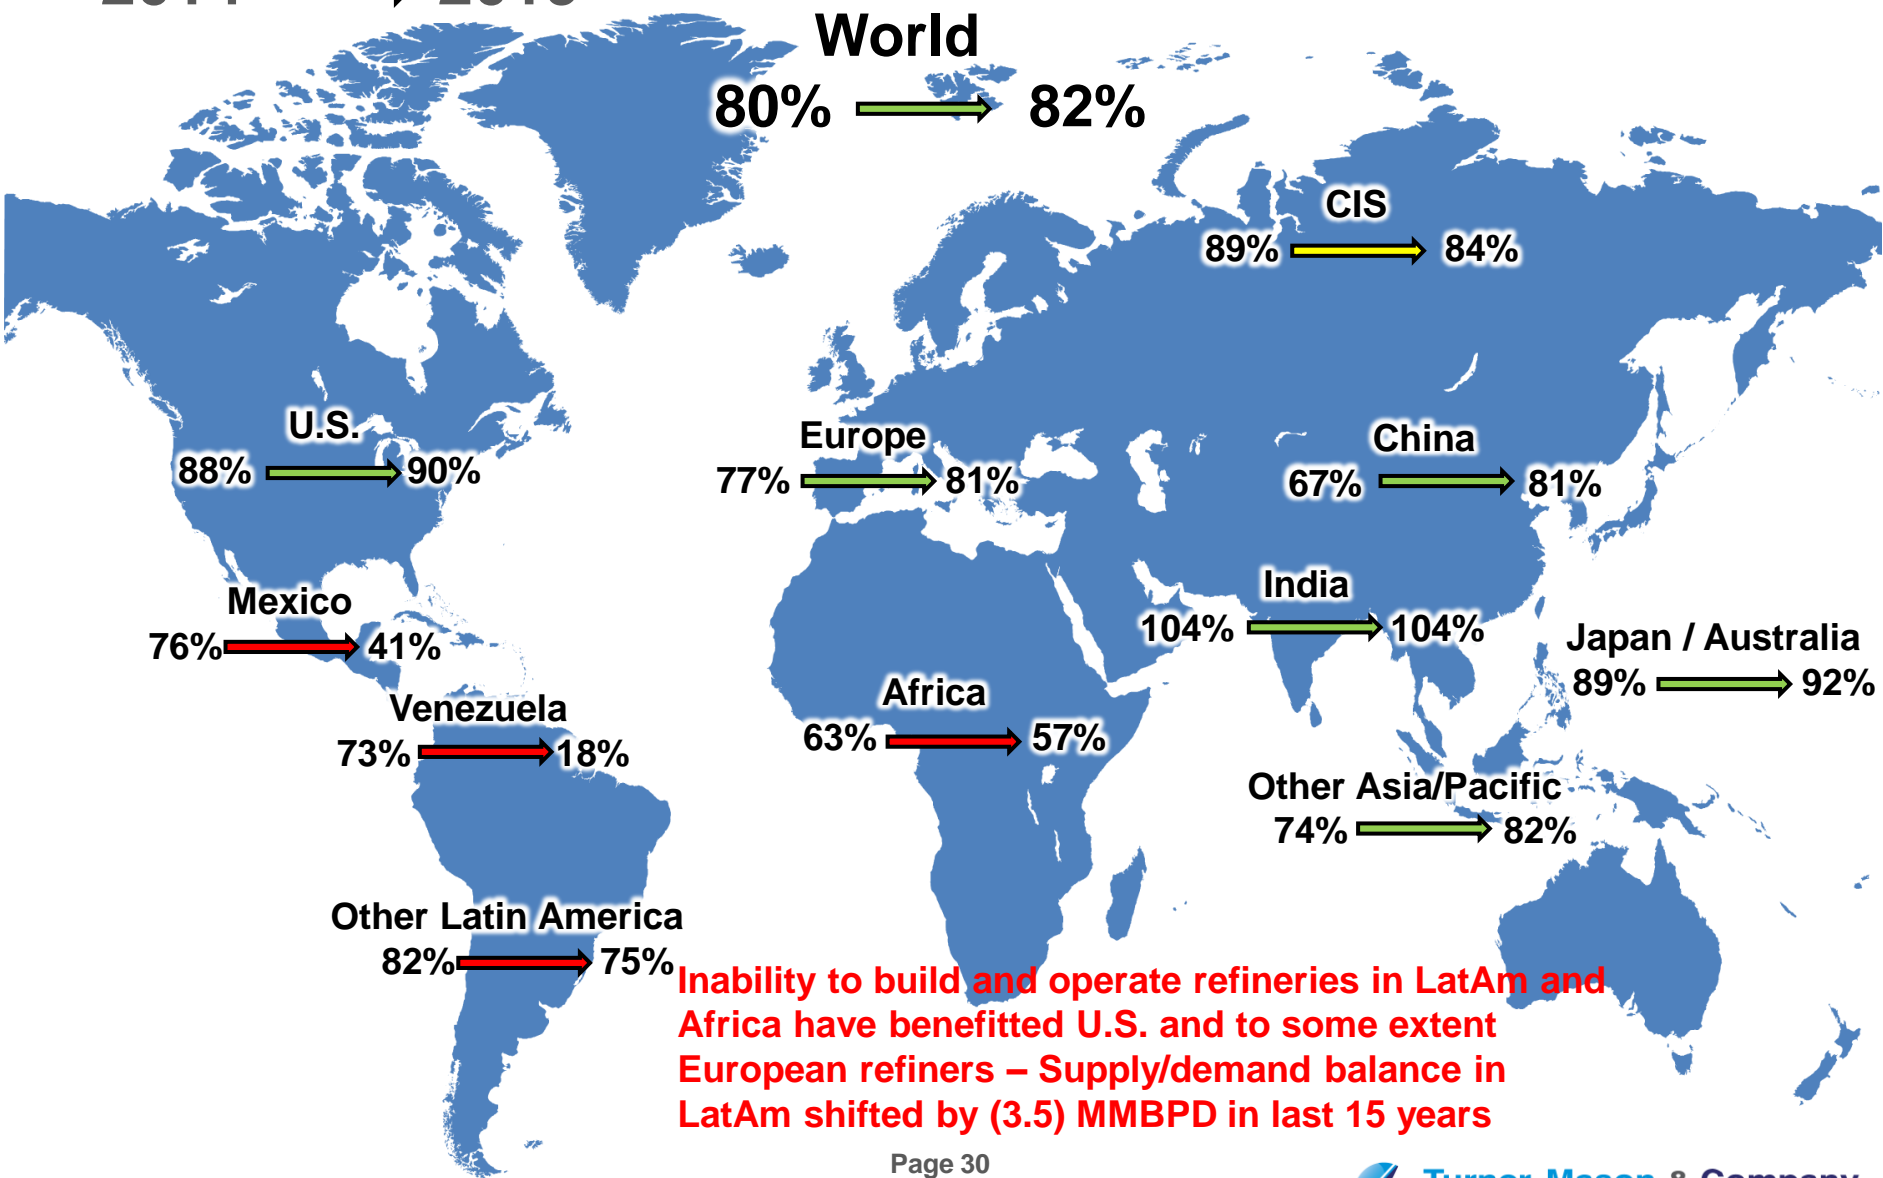 World
80% 82%
CIS
89% 84%
U.S.
88% 90%
Europe
77% 81%
China
67% 81%
Mexico
76% 41%
India
104% 104%
Japan / Australia
89% 92%
Venezuela
73% 18%
Africa
63% 57%
Other Asia/Pacific
74% 82%
Other Latin America
82% 75%
Inability to build and operate refineries in LatAm and
Africa have benefitted U.S. and to some extent
European refiners – Supply/demand balance in
LatAm shifted by (3.5) MMBPD in last 15 years
Page 30
Turner, Mason & Company